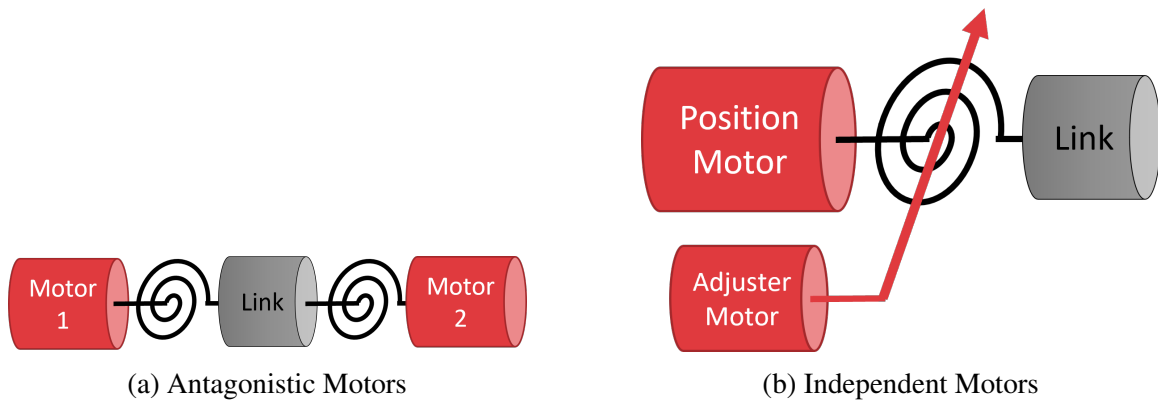 Motor
1
Link
Motor
2
(a) Antagonistic Motors
Position
Motor
Link
Adjuster
Motor
(b) Independent Motors